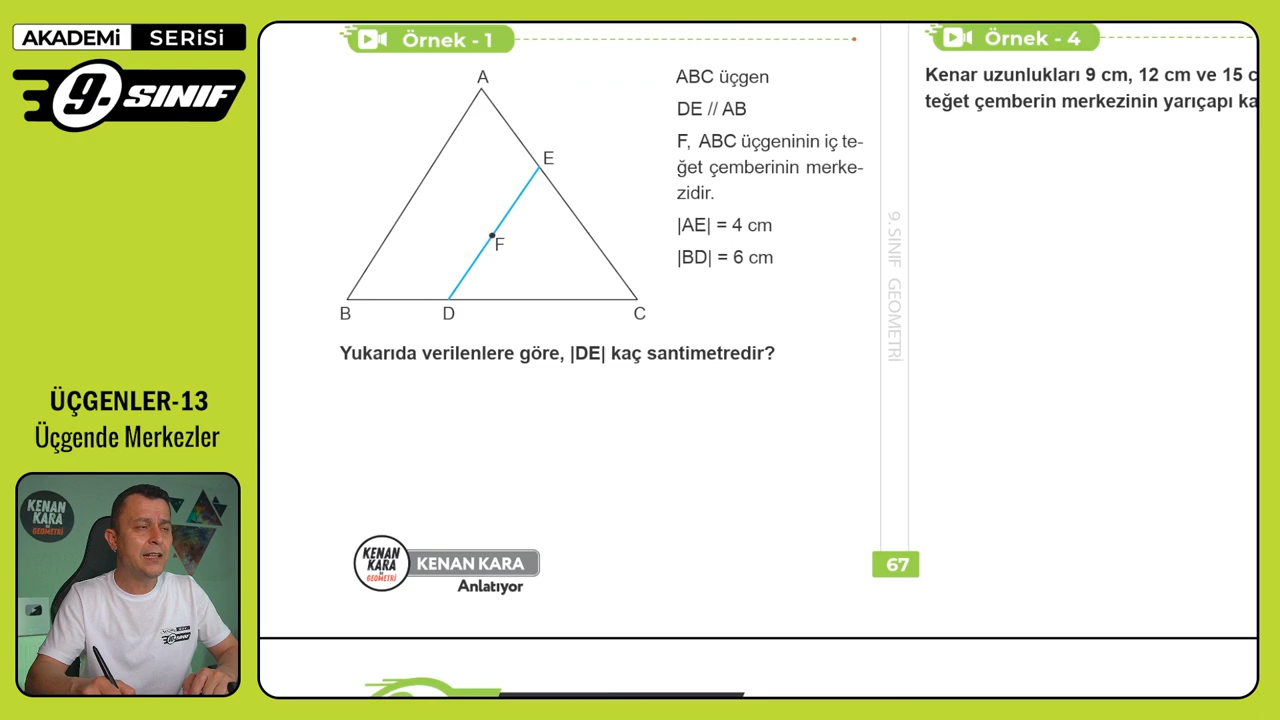 AKADEMİ SERİSİ
9. SINIF
ÜÇGENLER-13
Üçgende Merkezler
KENAN
KARA
GEOMETRİ
Örnek - 1
A
E
F
B
D
C
ABC üçgen
DE // AB
F, ABC üçgeninin iç te-
ğet çemberinin merke-
zidir.
|AE| = 4 cm
|BD| = 6 cm
Yukarıda verilenlere göre, |DE| kaç santimetredir?
KENAN
KARA
GEOMETRİ
KENAN KARA
Anlatıyor
9. SINIF GEOMETRİ
67
Örnek - 4
Kenar uzunlukları 9 cm, 12 cm ve 15 c
teğet çemberin merkezinin yarıçapı ka